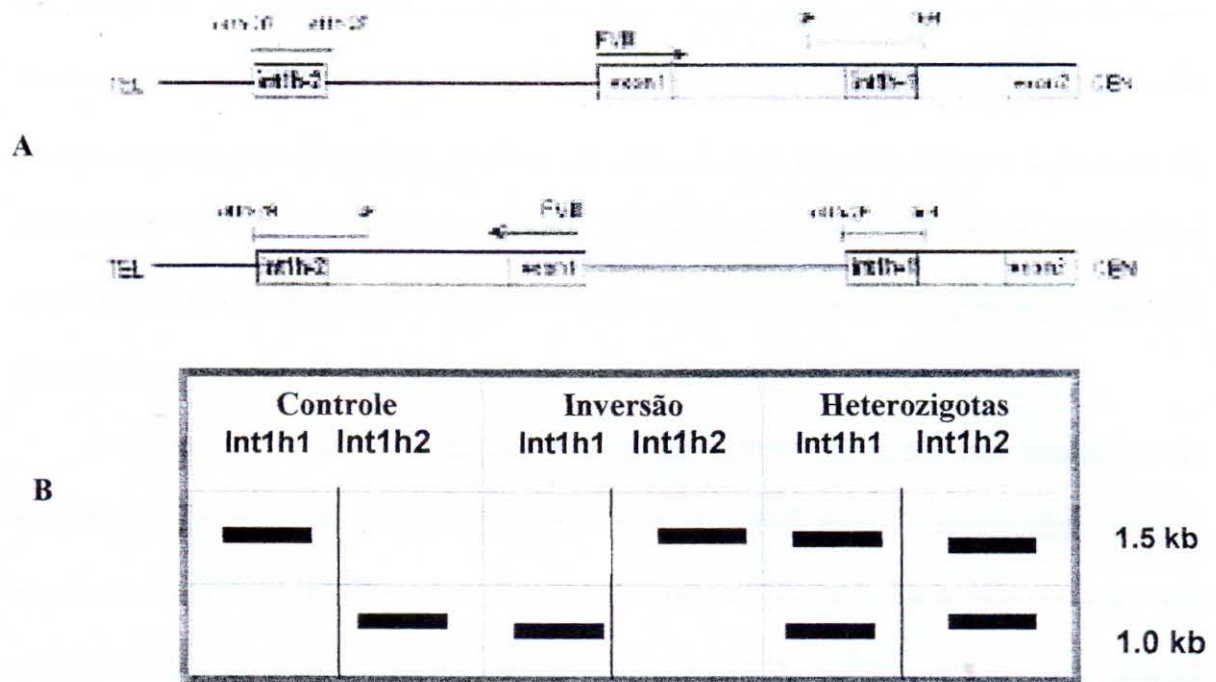 TEL int1h-2 exon1 int1h-1 exon2 CEN
A
FVIII
TEL int1h-2 exon1 int1h-1 exon2 CEN
Controle Inversão Heterozigotas
Int1h1 Int1h2 Int1h1 Int1h2 Int1h1 Int1h2
B
1.5 kb
1.0 kb